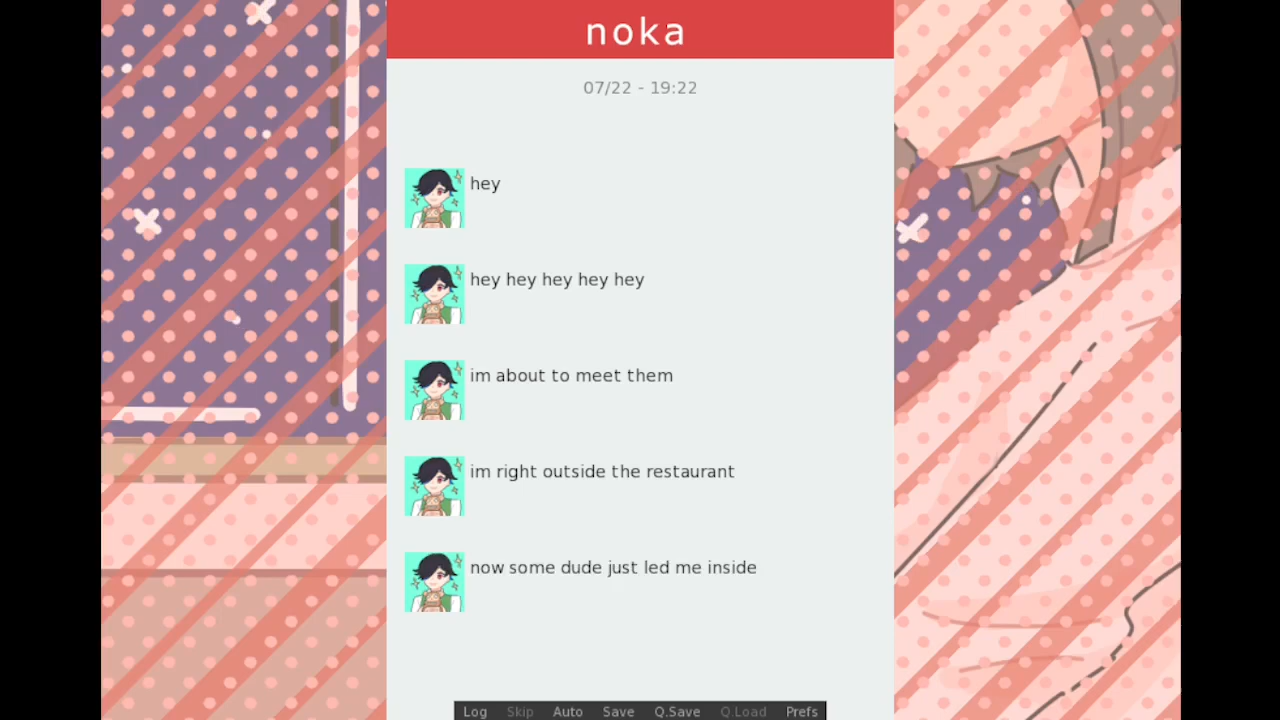 noka
07/22 - 19:22
hey
hey hey hey hey hey
im about to meet them
im right outside the restaurant
now some dude just led me inside
Log Skip Auto Save Q.Save Q.Load Prefs